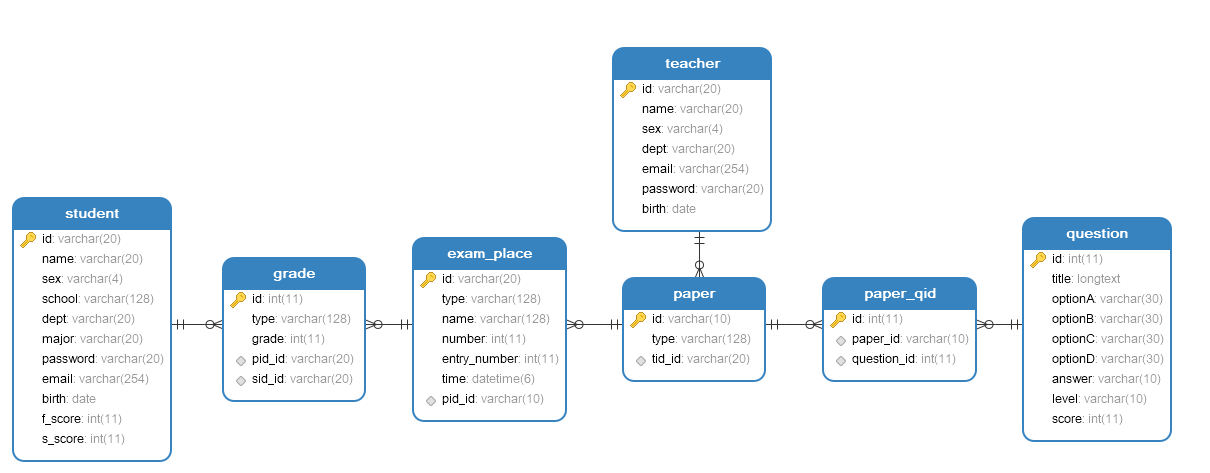 teacher
id: varchar(20)
name: varchar(20)
sex: varchar(4)
dept: varchar(20)
email: varchar(254)
password: varchar(20)
birth: date
student
id: varchar(20)
name: varchar(20)
sex: varchar(4)
school: varchar(128)
dept: varchar(20)
major: varchar(20)
password: varchar(20)
email: varchar(254)
birth: date
f_score: int(11)
s_score: int(11)
grade
id: int(11)
type: varchar(128)
grade: int(11)
pid_id: varchar(20)
sid_id: varchar(20)
exam_place
id: varchar(20)
type: varchar(128)
name: varchar(128)
number: int(11)
entry_number: int(11)
time: datetime(6)
pid_id: varchar(10)
paper
id: varchar(10)
type: varchar(128)
tid_id: varchar(20)
paper_qid
id: int(11)
paper_id: varchar(10)
question_id: int(11)
question
id: int(11)
title: longtext
optionA: varchar(30)
optionB: varchar(30)
optionC: varchar(30)
optionD: varchar(30)
answer: varchar(10)
level: varchar(10)
score: int(11)